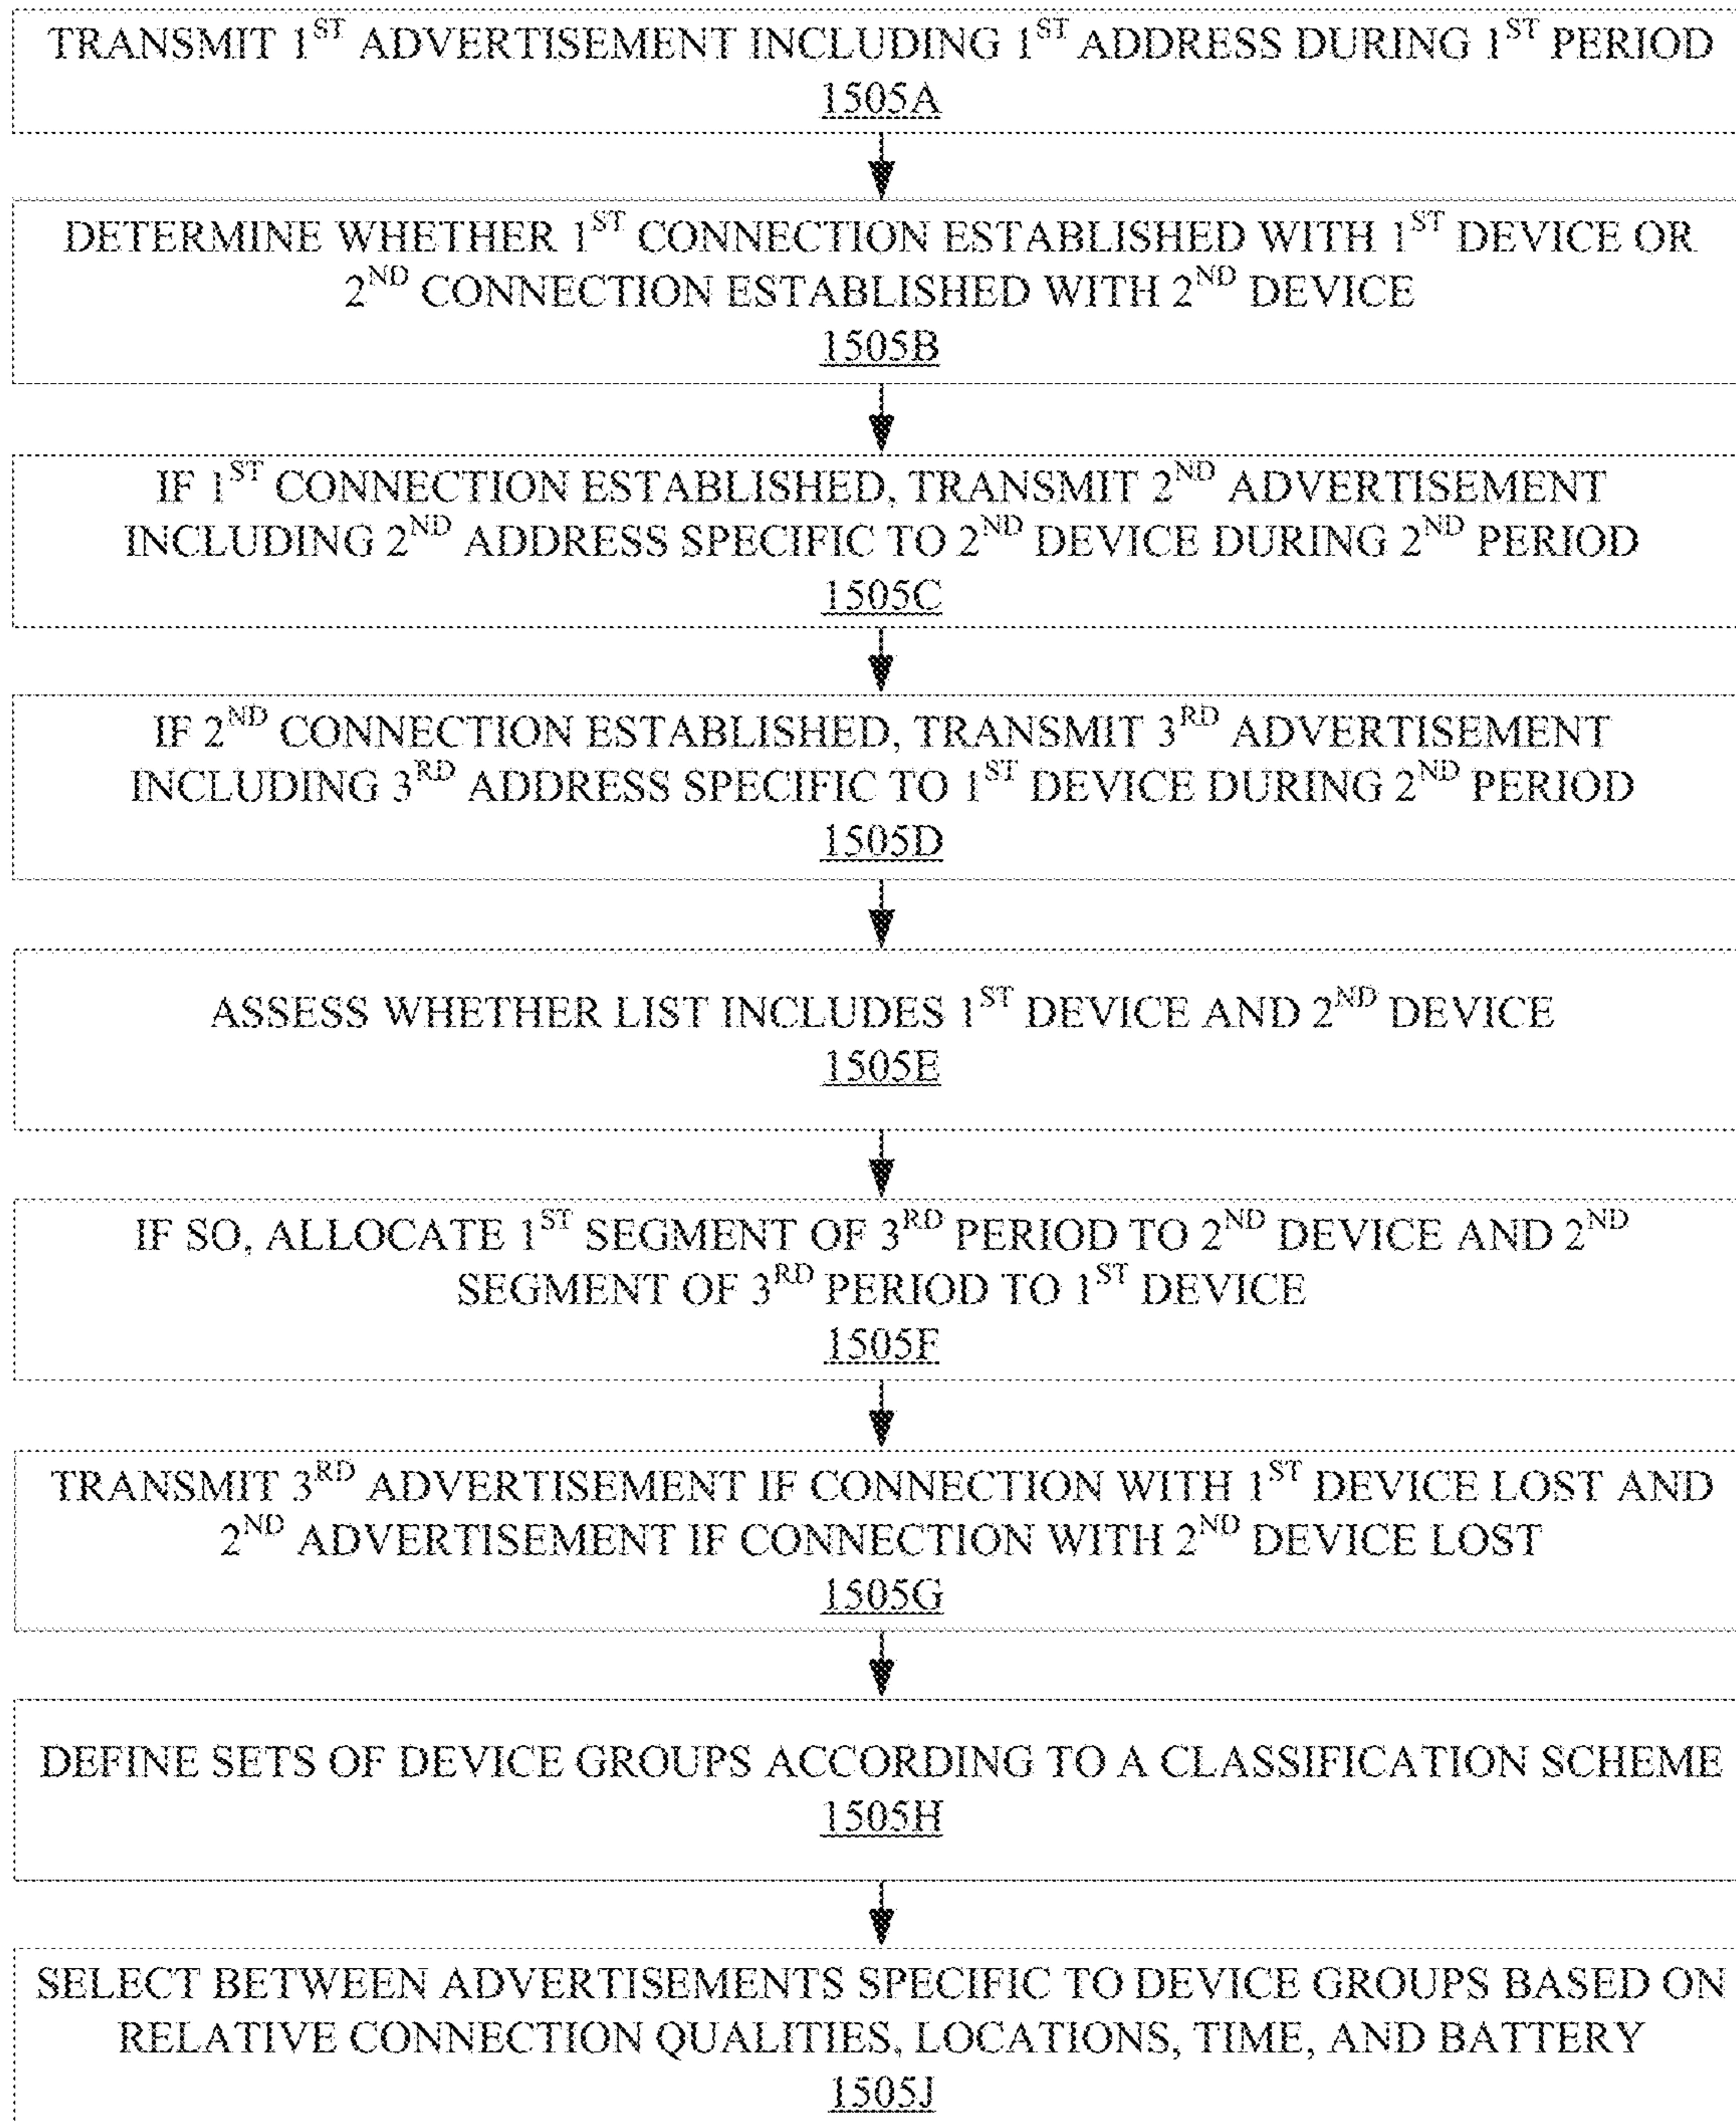 TRANSMIT 1ST ADVERTISEMENT INCLUDING 1ST ADDRESS DURING 1ST PERIOD
1505A
DETERMINE WHETHER 1ST CONNECTION ESTABLISHED WITH 1ST DEVICE OR
2ND CONNECTION ESTABLISHED WITH 2ND DEVICE
1505B
IF 1ST CONNECTION ESTABLISHED, TRANSMIT 2ND ADVERTISEMENT
INCLUDING 2ND ADDRESS SPECIFIC TO 2ND DEVICE DURING 2ND PERIOD
1505C
IF 2ND CONNECTION ESTABLISHED, TRANSMIT 3RD ADVERTISEMENT
INCLUDING 3RD ADDRESS SPECIFIC TO 1ST DEVICE DURING 2ND PERIOD
1505D
ASSESS WHETHER LIST INCLUDES 1ST DEVICE AND 2ND DEVICE
1505E
IF SO, ALLOCATE 1ST SEGMENT OF 3RD PERIOD TO 2ND DEVICE AND 2ND
SEGMENT OF 3RD PERIOD TO 1ST DEVICE
1505F
TRANSMIT 3RD ADVERTISEMENT IF CONNECTION WITH 1ST DEVICE LOST AND
2ND ADVERTISEMENT IF CONNECTION WITH 2ND DEVICE LOST
1505G
DEFINE SETS OF DEVICE GROUPS ACCORDING TO A CLASSIFICATION SCHEME
1505H
SELECT BETWEEN ADVERTISEMENTS SPECIFIC TO DEVICE GROUPS BASED ON
RELATIVE CONNECTION QUALITIES, LOCATIONS, TIME, AND BATTERY
1505J